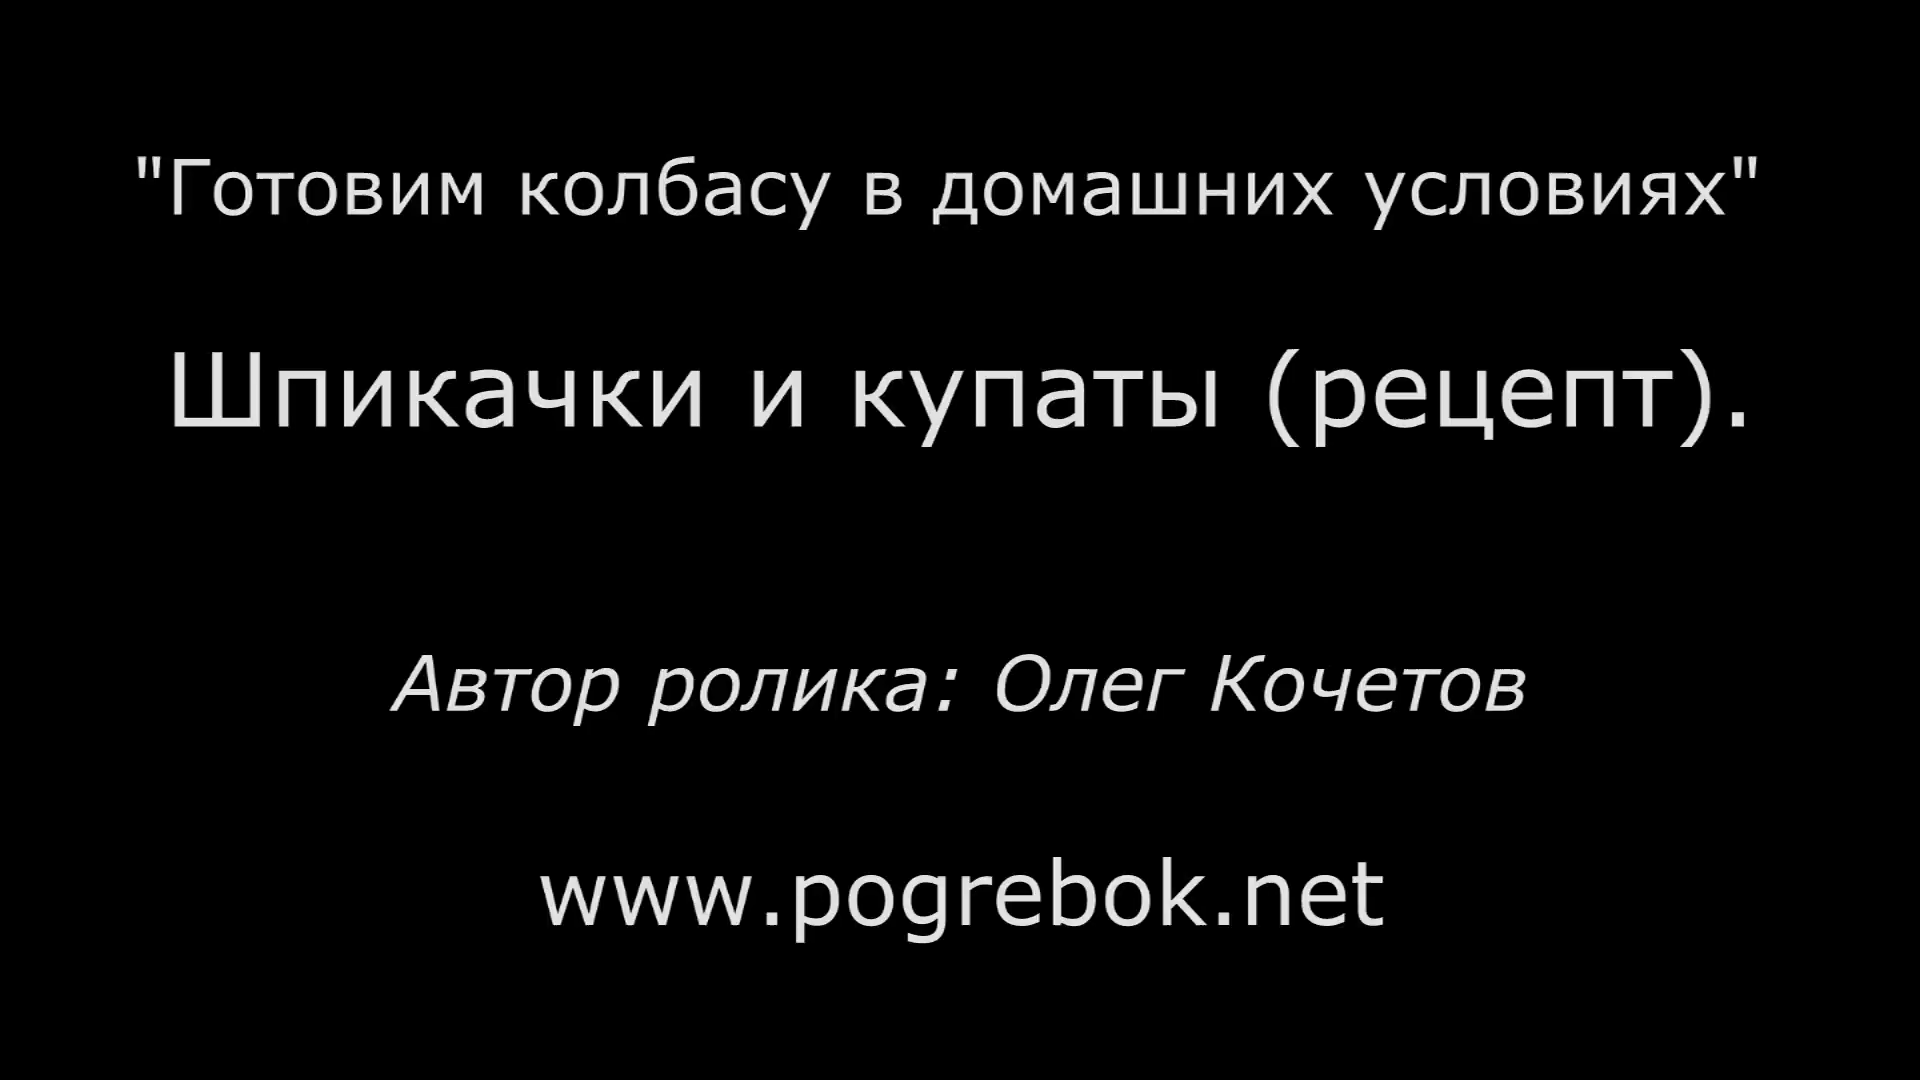 "Готовим колбасу в домашних условиях"
Шпикачки и купаты (рецепт).
Автор ролика: Олег Кочетов
www.pogrebok.net